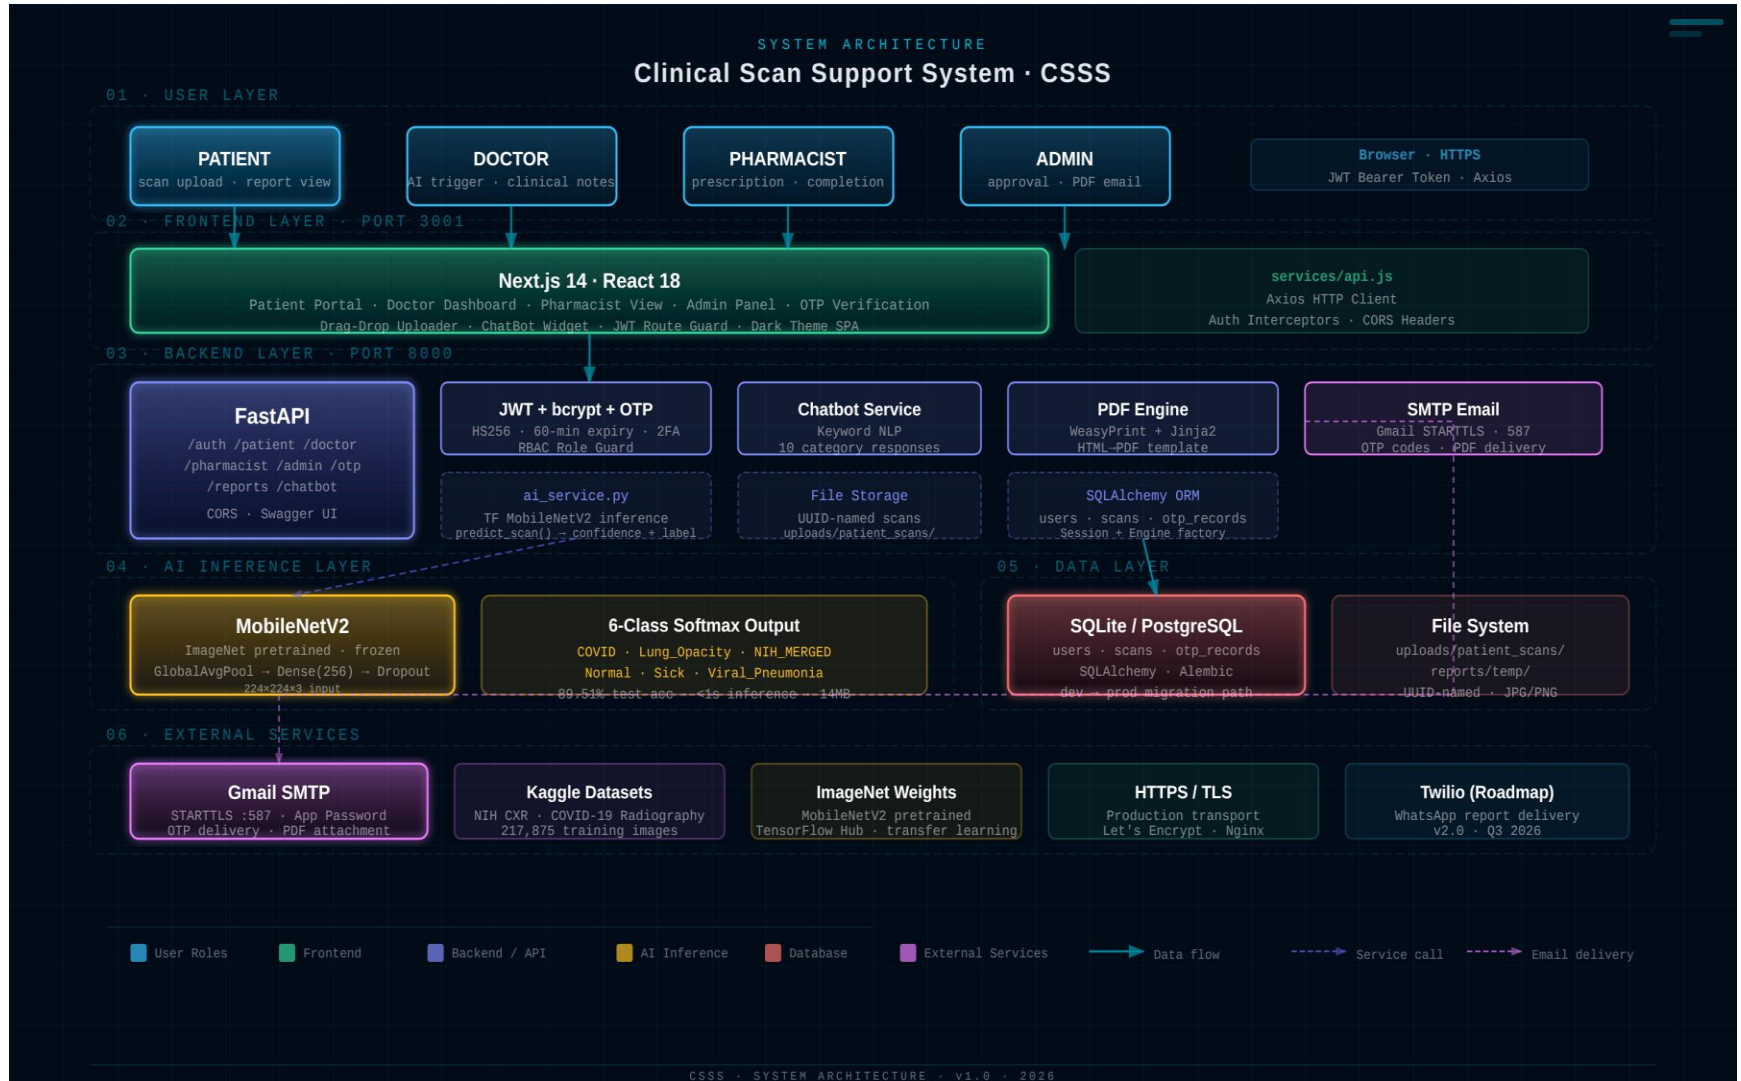 SYSTEM ARCHITECTURE
Clinical Scan Support System · CSSS
01 · USER LAYER
PATIENT
scan upload · report view
DOCTOR
AI trigger · clinical notes
PHARMACIST
prescription · completion
ADMIN
approval · PDF email
Browser · HTTPS
JWT Bearer Token · Axios
02 · FRONTEND LAYER · PORT 3001
Next.js 14 · React 18
Patient Portal · Doctor Dashboard · Pharmacist View · Admin Panel · OTP Verification
Drag-Drop Uploader · ChatBot Widget · JWT Route Guard · Dark Theme SPA
services/api.js
Axios HTTP Client
Auth Interceptors · CORS Headers
03 · BACKEND LAYER · PORT 8000
FastAPI
/auth /patient /doctor
/pharmacist /admin /otp
/reports /chatbot
CORS · Swagger UI
JWT + bcrypt + OTP
HS256 · 60-min expiry · 2FA
RBAC Role Guard
Chatbot Service
Keyword NLP
10 category responses
PDF Engine
WeasyPrint + Jinja2
HTML→PDF template
SMTP Email
Gmail STARTTLS · 587
OTP codes · PDF delivery
ai_service.py
TF MobileNetV2 inference
predict_scan() → confidence + label
File Storage
UUID-named scans
uploads/patient_scans/
SQLAlchemy ORM
users · scans · otp_records
Session + Engine factory
04 · AI INFERENCE LAYER
MobileNetV2
ImageNet pretrained · frozen
GlobalAvgPool → Dense(256) → Dropout
224×224×3 input
6-Class Softmax Output
COVID · Lung_Opacity · NIH_MERGED
Normal · Sick · Viral_Pneumonia
89.51% test acc · <1s inference · 14MB
05 · DATA LAYER
SQLite / PostgreSQL
users · scans · otp_records
SQLAlchemy · Alembic
dev → prod migration path
File System
uploads/patient_scans/
reports/temp/
UUID-named · JPG/PNG
06 · EXTERNAL SERVICES
Gmail SMTP
STARTTLS :587 · App Password
OTP delivery · PDF attachment
Kaggle Datasets
NIH CXR · COVID-19 Radiography
217,875 training images
ImageNet Weights
MobileNetV2 pretrained
TensorFlow Hub · transfer learning
HTTPS / TLS
Production transport
Let's Encrypt · Nginx
Twilio (Roadmap)
WhatsApp report delivery
v2.0 · Q3 2026
User Roles
Frontend
Backend / API
AI Inference
Database
External Services
Data flow
Service call
Email delivery
CSSS · SYSTEM ARCHITECTURE · v1.0 · 2026